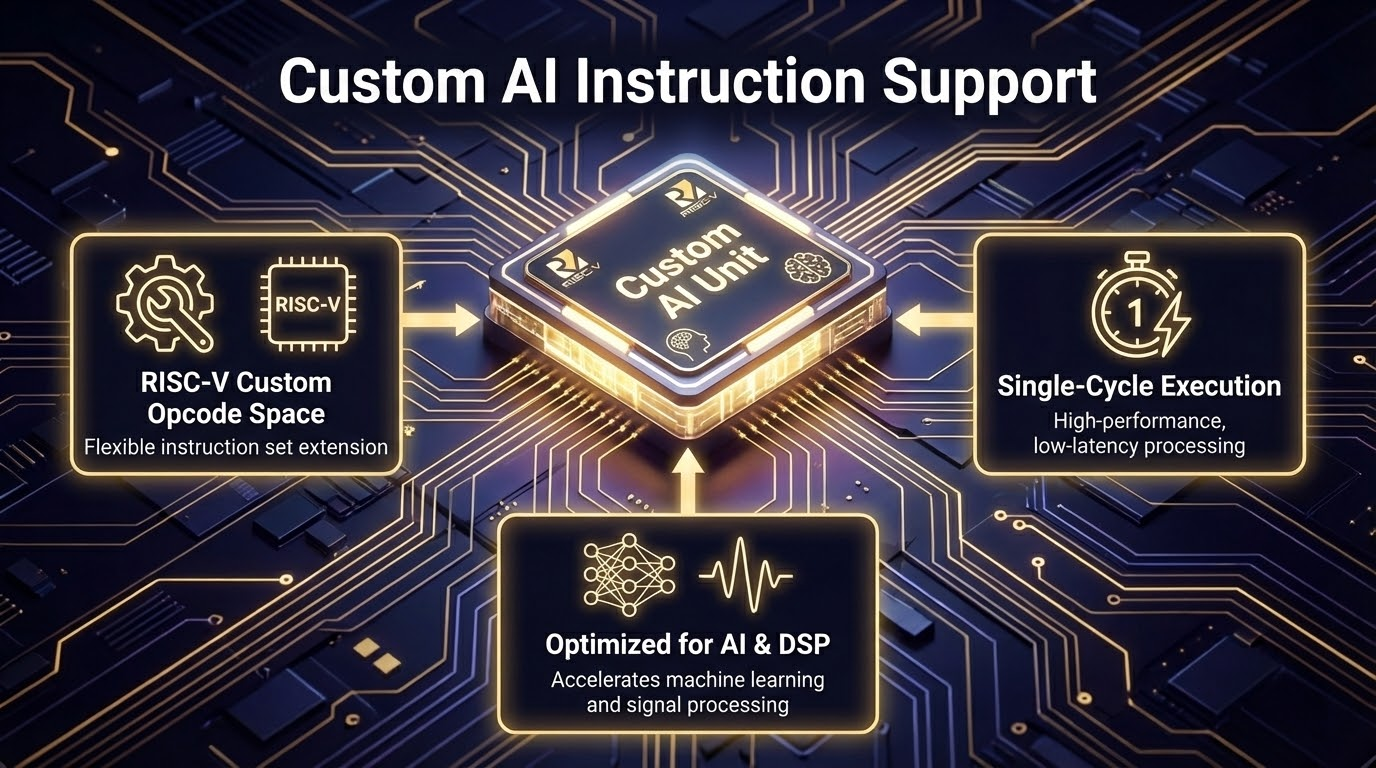 Custom AI Instruction Support
RISC-V
RISC-V
Custom
AI Unit
RISC-V
RISC-V Custom
Opcode Space
Flexible instruction set extension
1
Single-Cycle Execution
High-performance,
low-latency processing
Optimized for AI & DSP
Accelerates machine learning
and signal processing